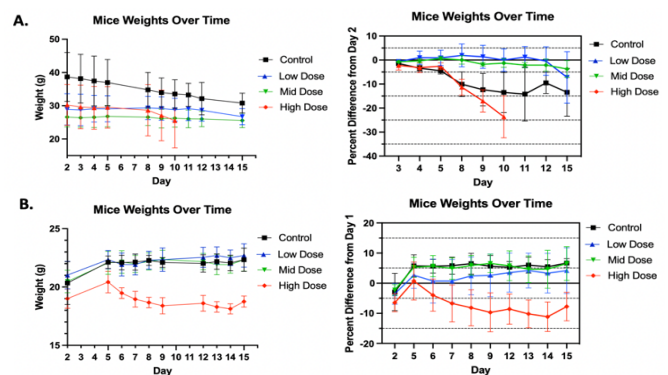 A.
Mice Weights Over Time
50
40
30
20
Weight (g)
2 3 4 5 6 7 8 9 10 11 12 13 14 15
Day
Control
Low Dose
Mid Dose
High Dose
Mice Weights Over Time
10
0
-10
-20
-30
-40
Percent Difference from Day 2
3 4 5 8 9 10 11 12 15
Day
Control
Low Dose
Mid Dose
High Dose
B.
Mice Weights Over Time
25
20
15
Weight (g)
2 3 4 5 6 7 8 9 10 11 12 13 14 15
Day
Control
Low Dose
Mid Dose
High Dose
Mice Weights Over Time
20
10
0
-10
-20
Percent Difference from Day 1
2 5 6 7 8 9 12 13 14 15
Day
Control
Low Dose
Mid Dose
High Dose